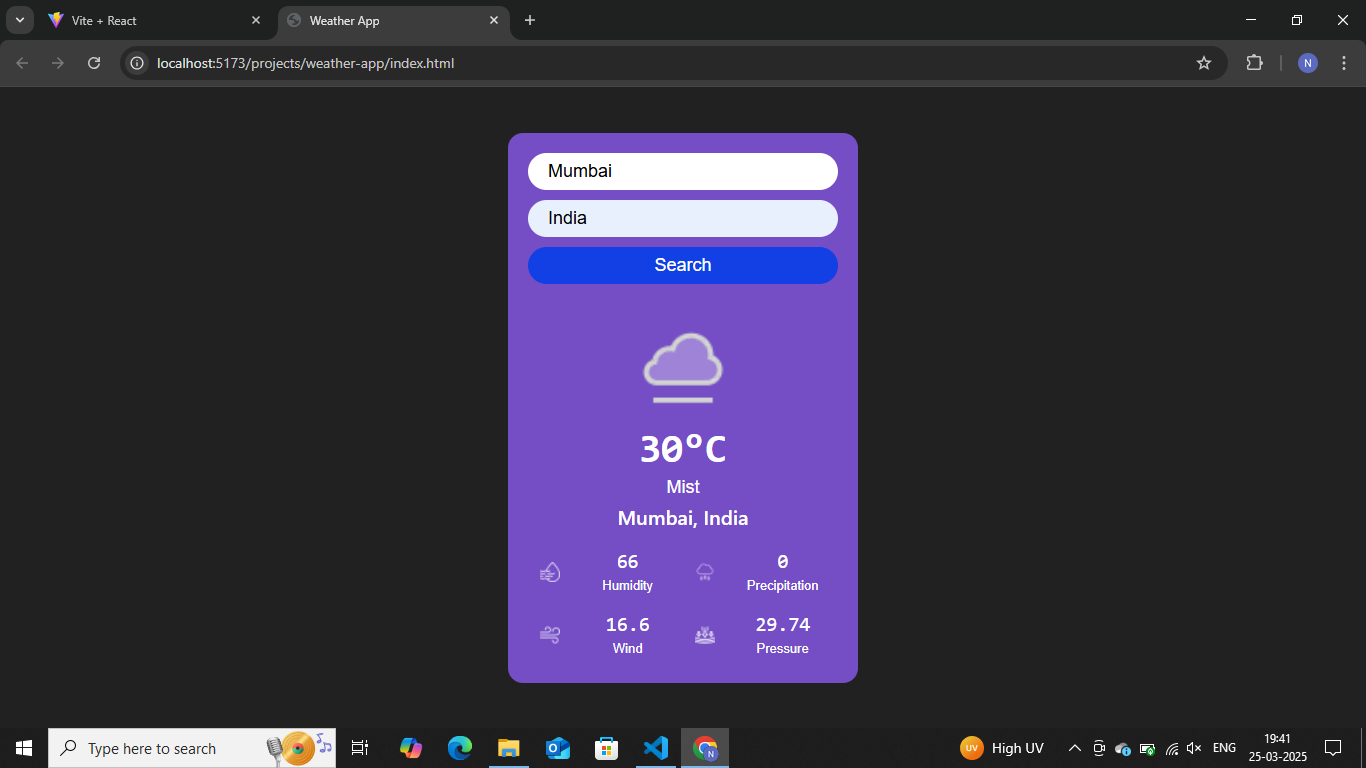 Vite + React
Weather App
localhost:5173/projects/weather-app/index.html
N
Mumbai
India
Search
30°C
Mist
Mumbai, India
66
Humidity
0
Precipitation
16.6
Wind
29.74
Pressure
Type here to search
N
UV
High UV
ENG
19:41
25-03-2025